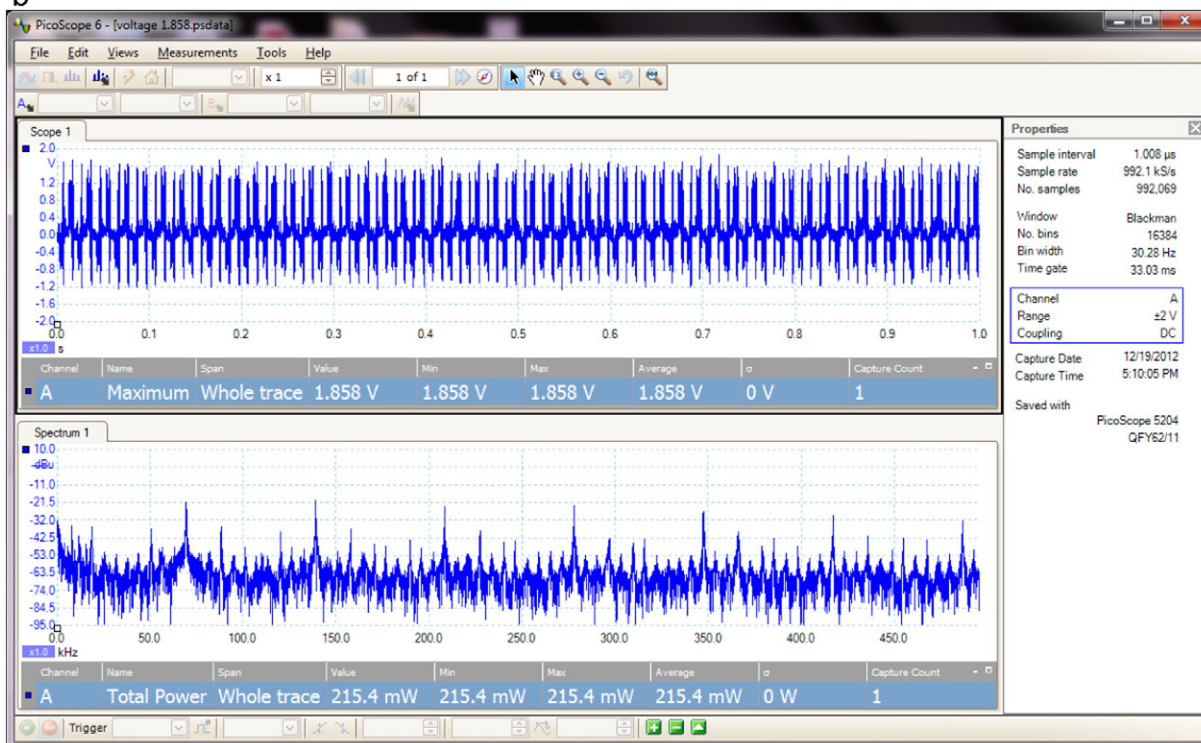 b
PicoScope 6 - [voltage 1.858.psdata]
File Edit Views Measurements Tools Help
x 1 1 of 1
A B
Scope 1
2.0
V
1.2
0.8
0.4
0.0
-0.4
-0.8
-1.2
-1.6
-2.0
0.0 0.1 0.2 0.3 0.4 0.5 0.6 0.7 0.8 0.9 1.0
x1.0 s
Channel Name Span Value Min Max Average σ Capture Count
A Maximum Whole trace 1.858 V 1.858 V 1.858 V 1.858 V 0 V 1
Spectrum 1
10.0
dBu
-11.0
-21.5
-32.0
-42.5
-53.0
-63.5
-74.0
-84.5
-95.0
0.0 50.0 100.0 150.0 200.0 250.0 300.0 350.0 400.0 450.0
x1.0 kHz
Channel Name Span Value Min Max Average σ Capture Count
A Total Power Whole trace 215.4 mW 215.4 mW 215.4 mW 215.4 mW 0 W 1
Trigger
Properties
Sample interval 1.008 µs
Sample rate 992.1 kS/s
No. samples 992,069
Window Blackman
No. bins 16384
Bin width 30.28 Hz
Time gate 33.03 ms
Channel A
Range ±2 V
Coupling DC
Capture Date 12/19/2012
Capture Time 5:10:05 PM
Saved with
PicoScope 5204
QFY62/11